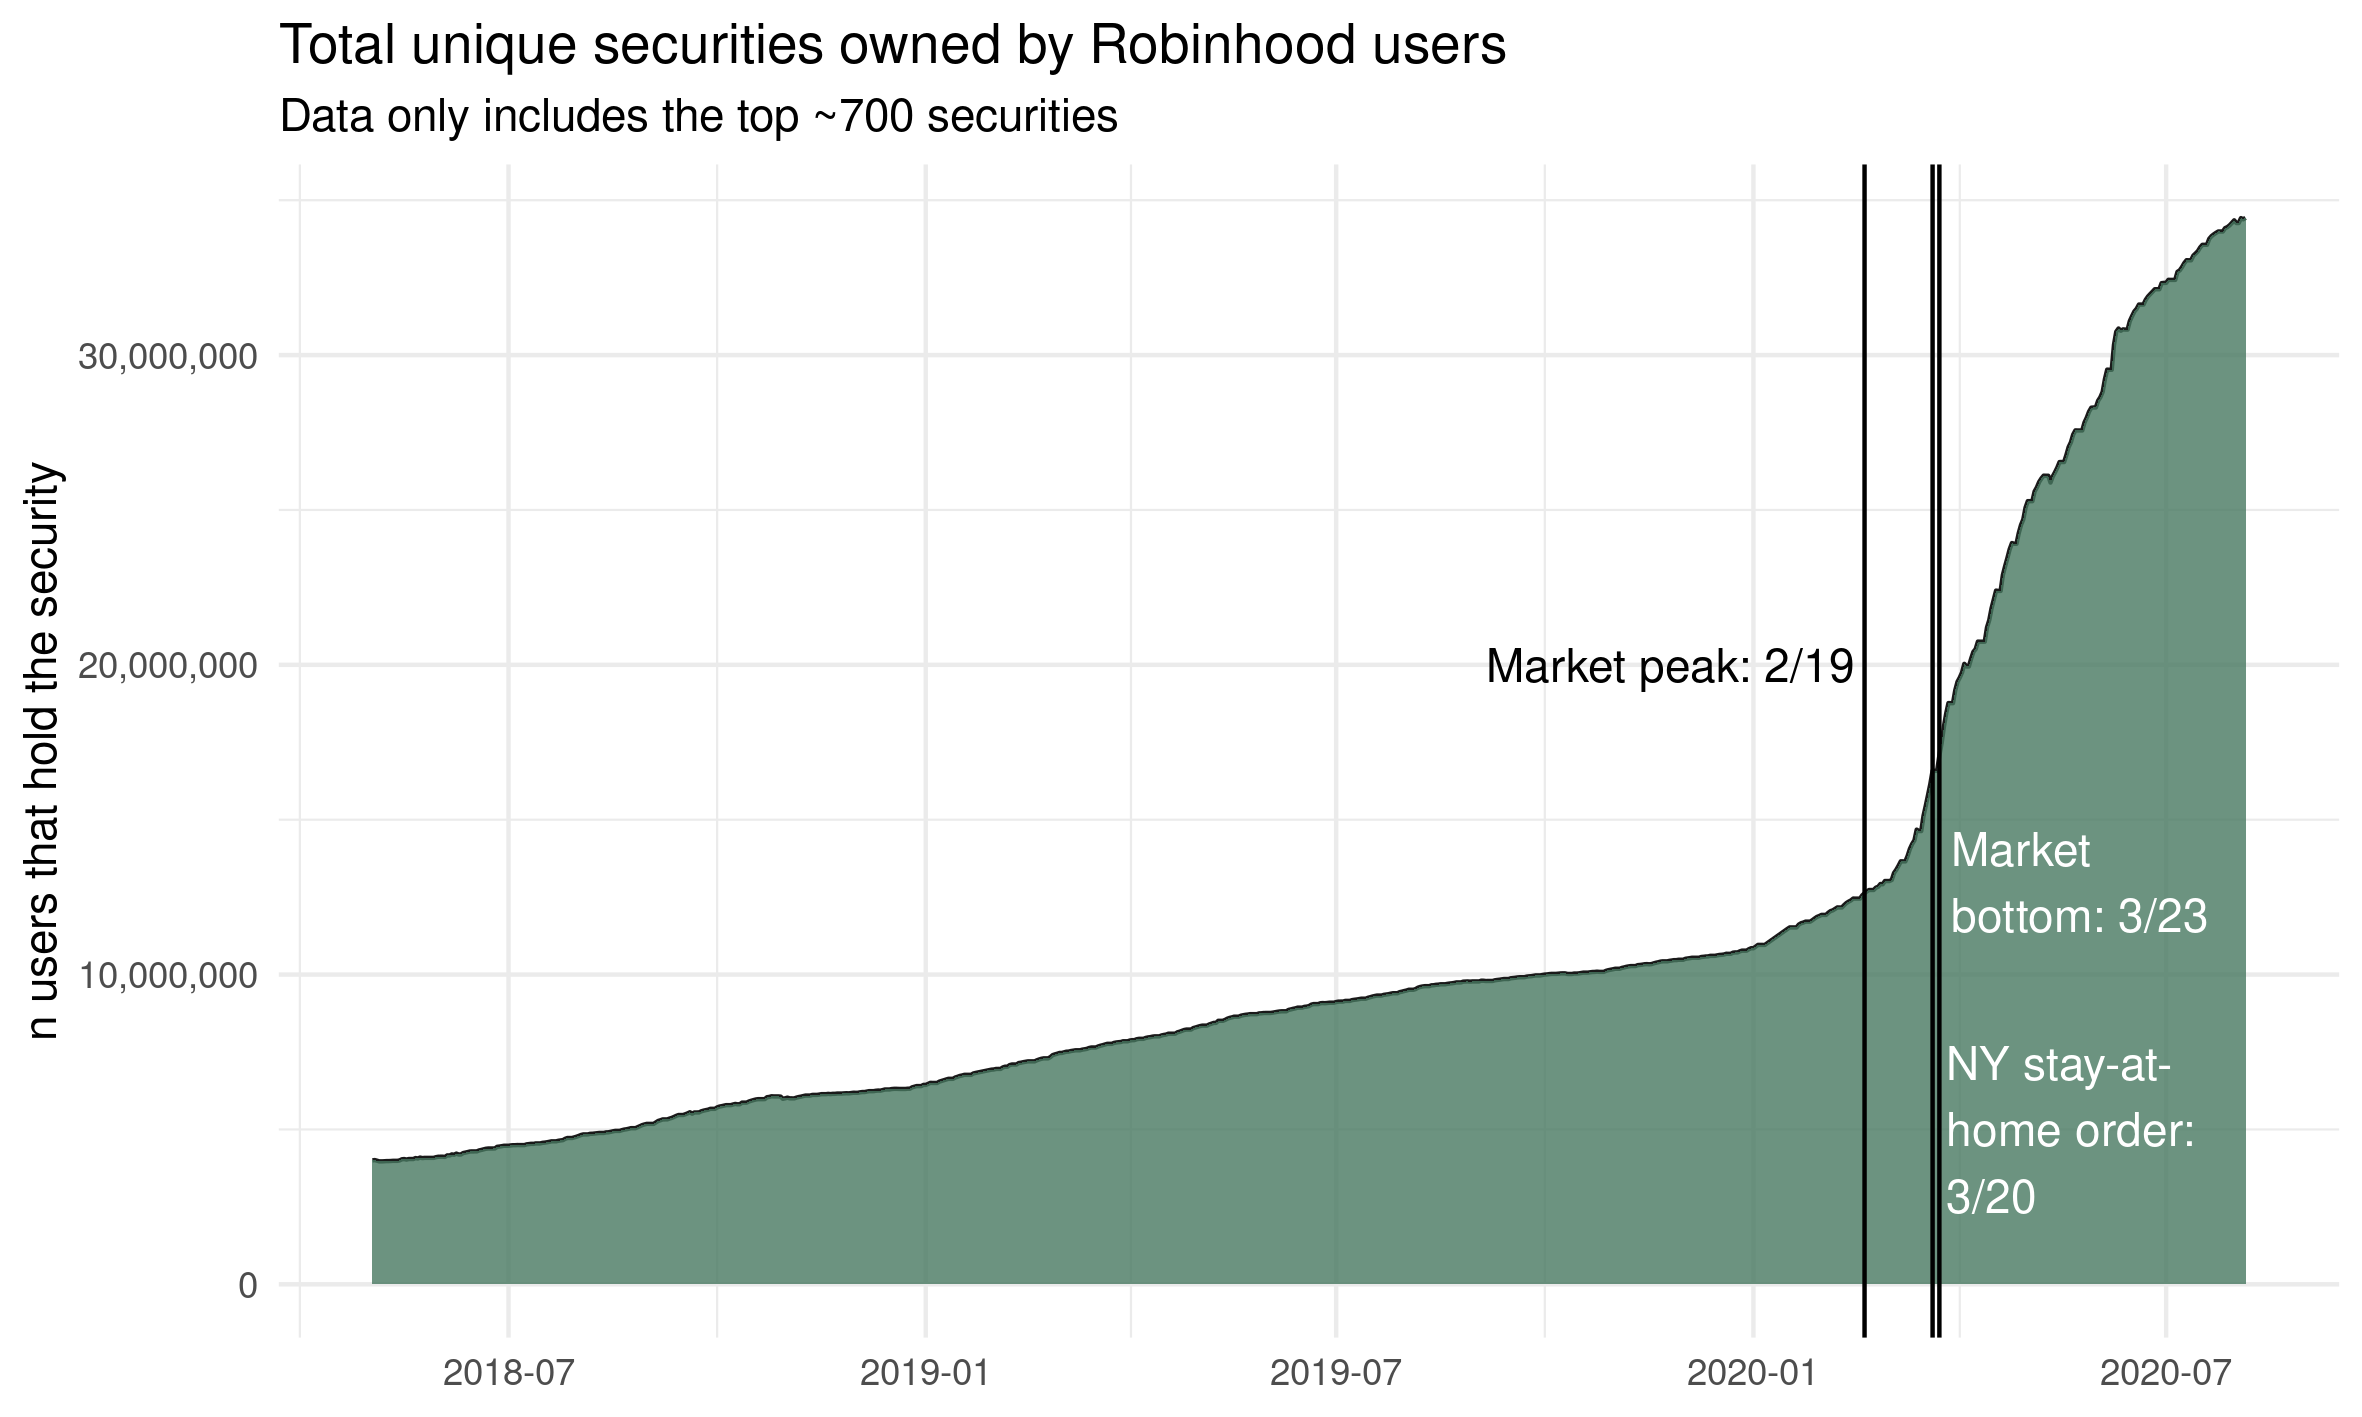 Total unique securities owned by Robinhood users
Data only includes the top ~700 securities
n users that hold the security
30,000,000
20,000,000
10,000,000
0
Market peak: 2/19
Market
bottom: 3/23
NY stay-at-
home order:
3/20
2018-07
2019-01
2019-07
2020-01
2020-07